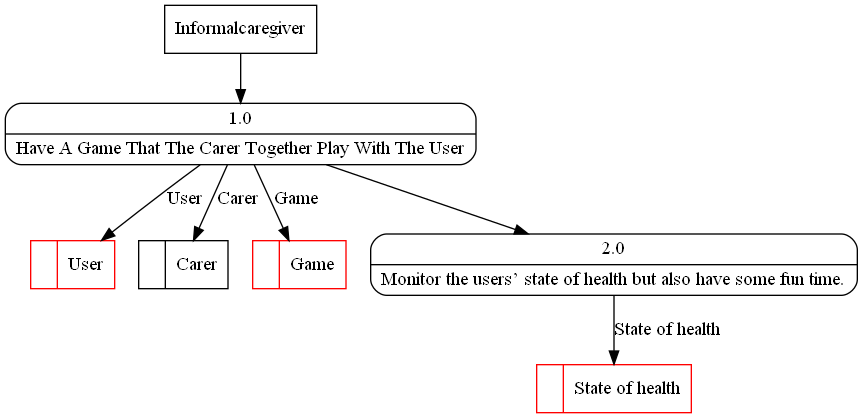 Informalcaregiver
1.0
Have A Game That The Carer Together Play With The User
User
Carer
Game
User
Carer
Game
2.0
Monitor the users’ state of health but also have some fun time.
State of health
State of health